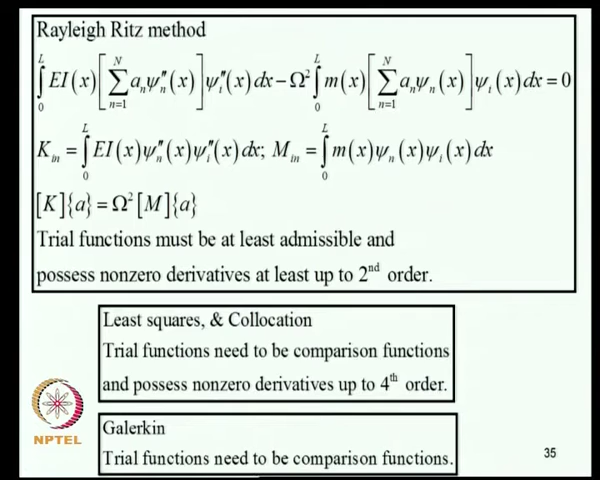 Rayleigh Ritz method
∫₀ᴸ EI(x)[∑ₙ₌₁ᴺ aₙψₙ″(x)]ψᵢ″(x)dx − Ω²∫₀ᴸ m(x)[∑ₙ₌₁ᴺ aₙψₙ(x)]ψᵢ(x)dx = 0
Kᵢₙ = ∫₀ᴸ EI(x)ψₙ″(x)ψᵢ″(x)dx; Mᵢₙ = ∫₀ᴸ m(x)ψₙ(x)ψᵢ(x)dx
[K]{a} = Ω²[M]{a}
Trial functions must be at least admissible and
possess nonzero derivatives at least up to 2nd order.
Least squares, & Collocation
Trial functions need to be comparison functions
and possess nonzero derivatives up to 4th order.
Galerkin
Trial functions need to be comparison functions.
NPTEL
35